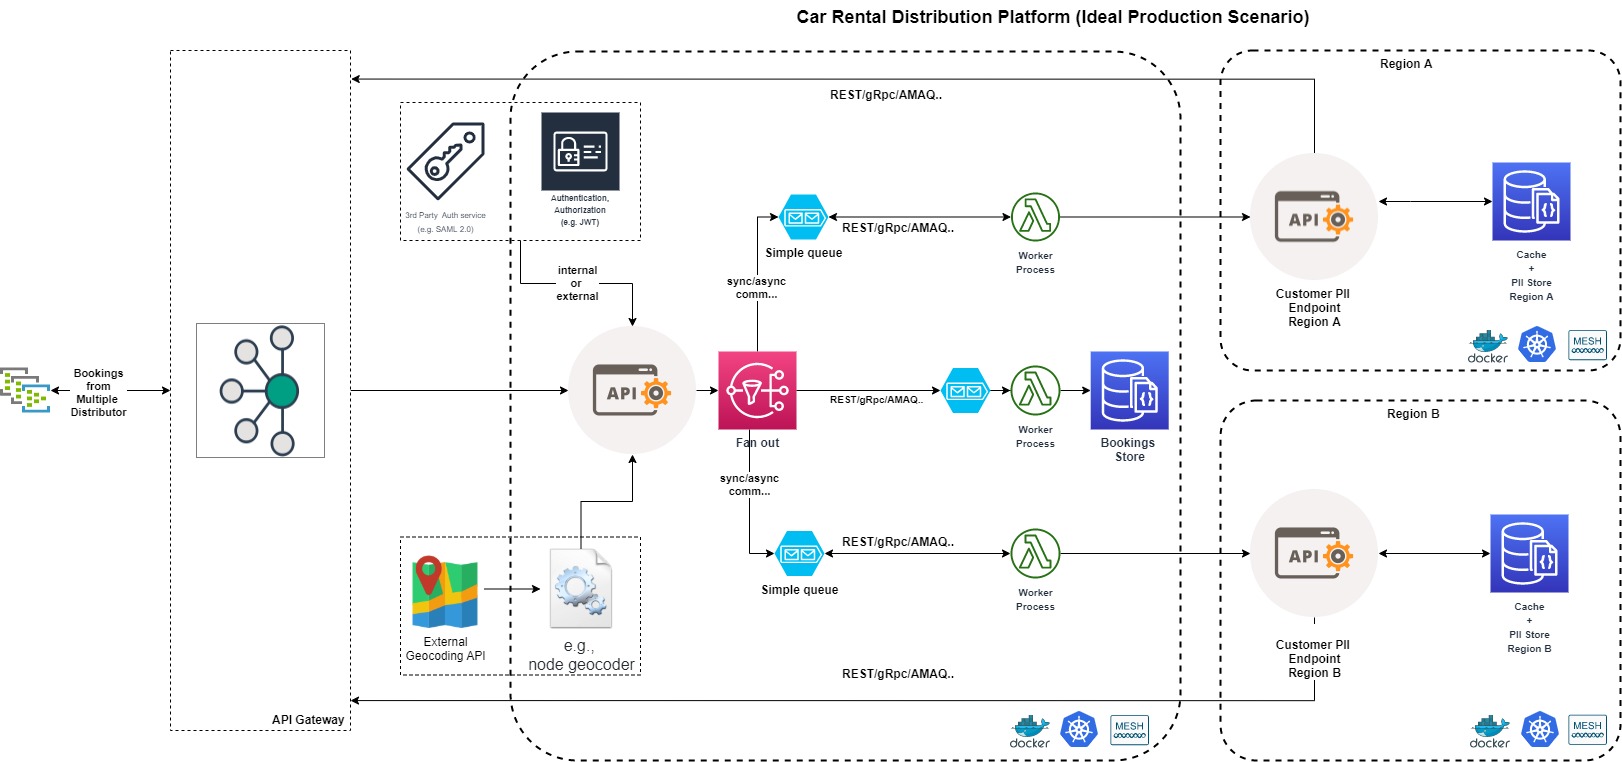 Car Rental Distribution Platform (Ideal Production Scenario)
Region A
REST/gRpc/AMAQ..
3rd Party  Auth service
(e.g. SAML 2.0)
Authentication,
Authorization
(e.g. JWT)
REST/gRpc/AMAQ..
Simple queue
Worker
Process
API
Cache
+
PII Store
Region A
internal
or
external
sync/async
comm...
Customer PII
Endpoint
Region A
docker
MESH
Bookings
from
Multiple
Distributor
API
REST/gRpc/AMAQ..
Fan out
Worker
Process
Bookings
Store
Region B
sync/async
comm...
REST/gRpc/AMAQ..
Simple queue
Worker
Process
API
Cache
+
PII Store
Region B
External
Geocoding API
e.g.,
node geocoder
Customer PII
Endpoint
Region B
REST/gRpc/AMAQ..
API Gateway
docker
MESH
docker
MESH